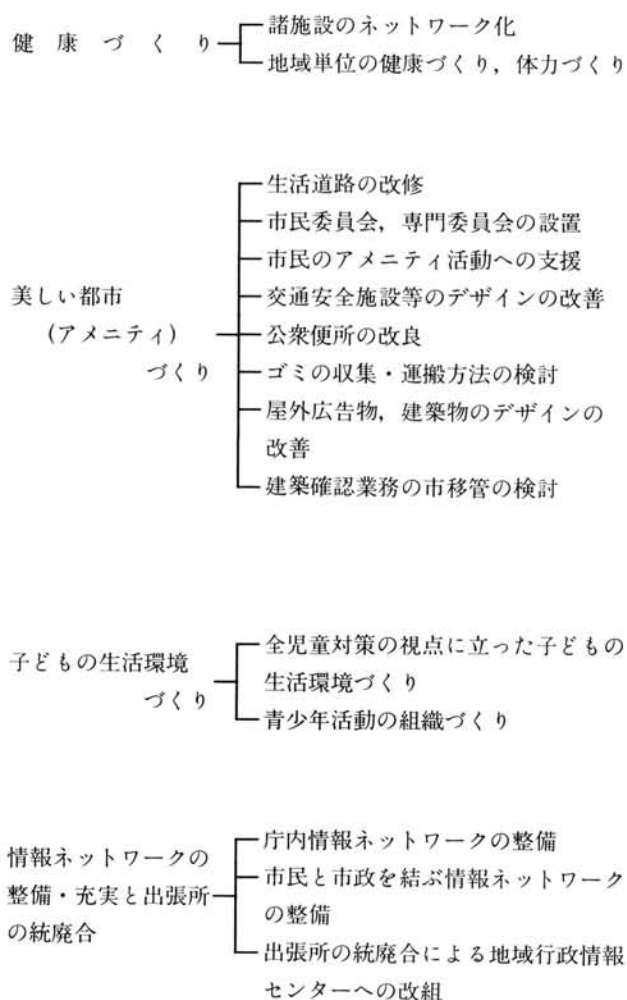 健康づくり
諸施設のネットワーク化
地域単位の健康づくり，体力づくり
美しい都市
(アメニティ)
づくり
生活道路の改修
市民委員会，専門委員会の設置
市民のアメニティ活動への支援
交通安全施設等のデザインの改善
公衆便所の改良
ゴミの収集・運搬方法の検討
屋外広告物，建築物のデザインの
改善
建築確認業務の市移管の検討
子どもの生活環境
づくり
全児童対策の視点に立った子どもの
生活環境づくり
青少年活動の組織づくり
情報ネットワークの
整備・充実と出張所
の統廃合
庁内情報ネットワークの整備
市民と市政を結ぶ情報ネットワーク
の整備
出張所の統廃合による地域行政情報
センターへの改組